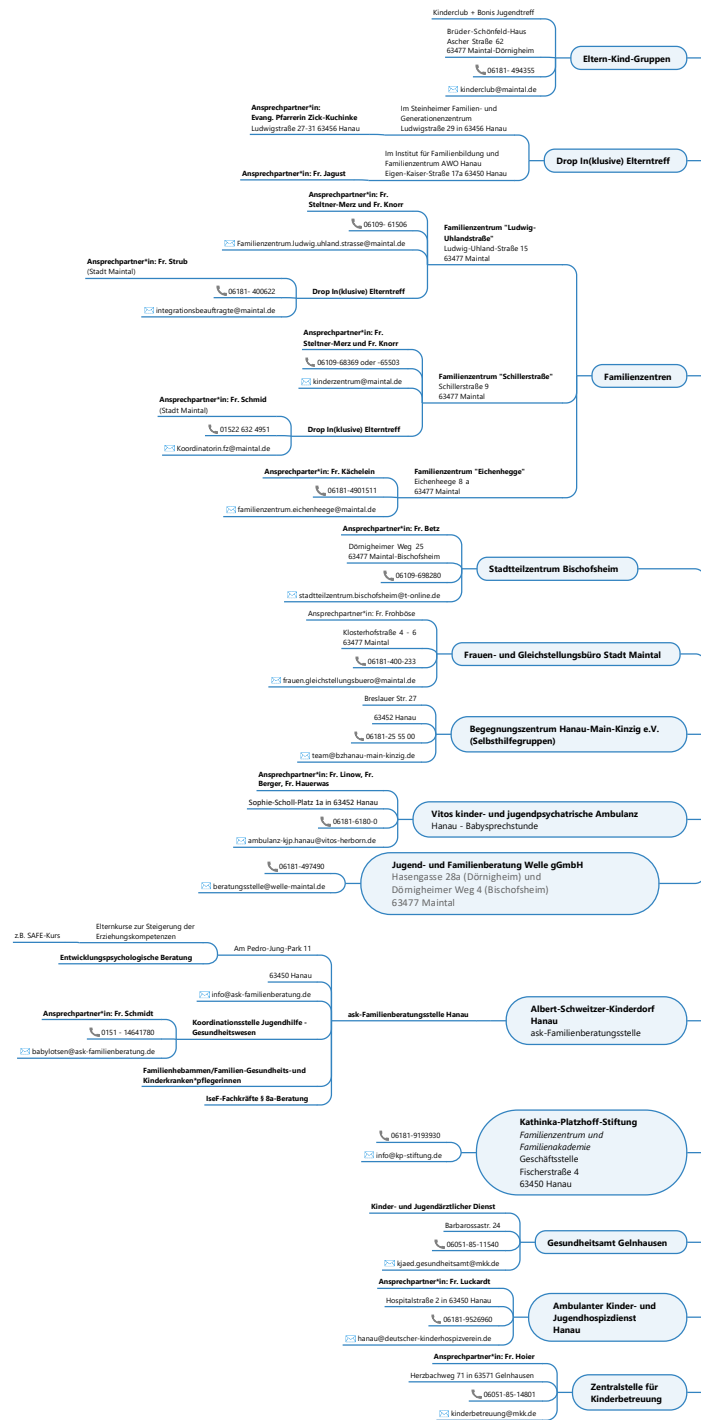 Kinderclub + Bonis Jugendtreff
Brüder-Schönfeld-Haus
Ascher Straße 62
63477 Maintal-Dörnigheim
06181- 494355
kinderclub@maintal.de
Eltern-Kind-Gruppen
Ansprechpartner*in:
Evang. Pfarrerin Zick-Kuchinke
Ludwigstraße 27-31 63456 Hanau
Im Steinheimer Familien- und
Generationenzentrum
Ludwigstraße 29 in 63456 Hanau
Ansprechpartner*in: Fr. Jagust
Im Institut für Familienbildung und
Familienzentrum AWO Hanau
Eigen-Kaiser-Straße 17a 63450 Hanau
Drop In(klusive) Elterntreff
Ansprechpartner*in: Fr.
Steltner-Merz und Fr. Knorr
06109- 61506
Familienzentrum.ludwig.uhland.strasse@maintal.de
Ansprechpartner*in: Fr. Strub
(Stadt Maintal)
06181- 400622
integrationsbeauftragte@maintal.de
Drop In(klusive) Elterntreff
Familienzentrum "Ludwig-
Uhlandstraße"
Ludwig-Uhland-Straße 15
63477 Maintal
Ansprechpartner*in: Fr.
Steltner-Merz und Fr. Knorr
06109-68369 oder -65503
kinderzentrum@maintal.de
Ansprechpartner*in: Fr. Schmid
(Stadt Maintal)
01522 632 4951
Koordinatorin.fz@maintal.de
Drop In(klusive) Elterntreff
Familienzentrum "Schillerstraße"
Schillerstraße 9
63477 Maintal
Familienzentren
Ansprechparter*in: Fr. Kächelein
06181-4901511
familienzentrum.eichenheege@maintal.de
Familienzentrum "Eichenhegge"
Eichenheege 8 a
63477 Maintal
Ansprechpartner*in: Fr. Betz
Dörnigheimer Weg 25
63477 Maintal-Bischofsheim
06109-698280
stadtteilzentrum.bischofsheim@t-online.de
Stadtteilzentrum Bischofsheim
Ansprechpartner*in: Fr. Frohböse
Klosterhofstraße 4 - 6
63477 Maintal
06181-400-233
frauen.gleichstellungsbuero@maintal.de
Frauen- und Gleichstellungsbüro Stadt Maintal
Breslauer Str. 27
63452 Hanau
06181-25 55 00
team@bzhanau-main-kinzig.de
Begegnungszentrum Hanau-Main-Kinzig e.V.
(Selbsthilfegruppen)
Ansprechpartner*in: Fr. Linow, Fr.
Berger, Fr. Hauerwas
Sophie-Scholl-Platz 1a in 63452 Hanau
06181-6180-0
ambulanz-kjp.hanau@vitos-herborn.de
Vitos kinder- und jugendpsychatrische Ambulanz
Hanau - Babysprechstunde
06181-497490
beratungsstelle@welle-maintal.de
Jugend- und Familienberatung Welle gGmbH
Hasengasse 28a (Dörnigheim) und
Dörnigheimer Weg 4 (Bischofsheim)
63477 Maintal
z.B. SAFE-Kurs
Elternkurse zur Steigerung der
Erziehungskompetenzen
Entwicklungspsychologische Beratung
Am Pedro-Jung-Park 11
63450 Hanau
info@ask-familienberatung.de
Ansprechpartner*in: Fr. Schmidt
0151 - 14641780
babylotsen@ask-familienberatung.de
Koordinationsstelle Jugendhilfe -
Gesundheitswesen
Familienhebammen/Familien-Gesundheits-und
Kinderkranken*pflegerinnen
IseF-Fachkräfte § 8a-Beratung
ask-Familienberatungsstelle Hanau
Albert-Schweitzer-Kinderdorf
Hanau
ask-Familienberatungsstelle
06181-9193930
info@kp-stiftung.de
Kathinka-Platzhoff-Stiftung
Familienzentrum und
Familienakademie
Geschäftsstelle
Fischerstraße 4
63450 Hanau
Kinder- und Jugendärztlicher Dienst
Barbarossastr. 24
06051-85-11540
kjaed.gesundheitsamt@mkk.de
Gesundheitsamt Gelnhausen
Ansprechpartner*in: Fr. Luckardt
Hospitalstraße 2 in 63450 Hanau
06181-9526960
hanau@deutscher-kinderhospizverein.de
Ambulanter Kinder- und
Jugendhospizdienst
Hanau
Ansprechpartner*in: Fr. Hoier
Herzbachweg 71 in 63571 Gelnhausen
06051-85-14801
kinderbetreuung@mkk.de
Zentralstelle für
Kinderbetreuung